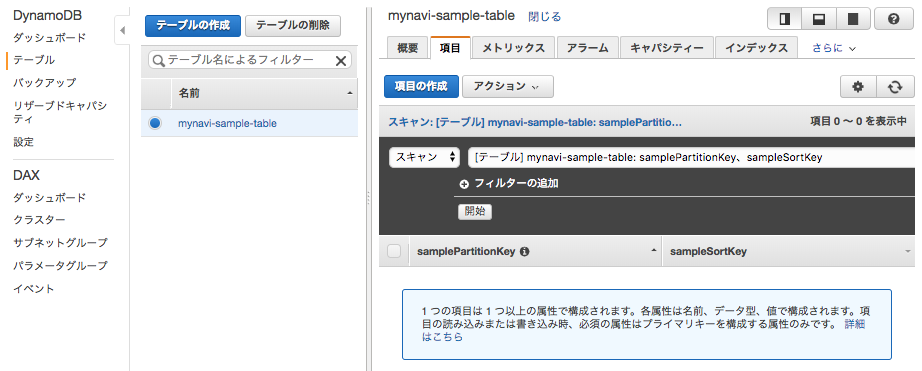 DynamoDB
ダッシュボード
テーブル
バックアップ
リザーブドキャパシ
ティ
設定
DAX
ダッシュボード
クラスター
サブネットグループ
パラメータグループ
イベント
テーブルの作成
テーブルの削除
テーブル名によるフィルター
名前
mynavi-sample-table
mynavi-sample-table 閉じる
概要
項目
メトリックス
アラーム
キャパシティー
インデックス
さらに
項目の作成
アクション
スキャン: [テーブル] mynavi-sample-table: samplePartitio…
項目 0 〜 0 を表示中
スキャン
[テーブル] mynavi-sample-table: samplePartitionKey、sampleSortKey
フィルターの追加
開始
samplePartitionKey
sampleSortKey
1 つの項目は 1 つ以上の属性で構成されます。各属性は名前、データ型、値で構成されます。項
目の読み込みまたは書き込み時、必須の属性はプライマリキーを構成する属性のみです。 詳細
はこちら